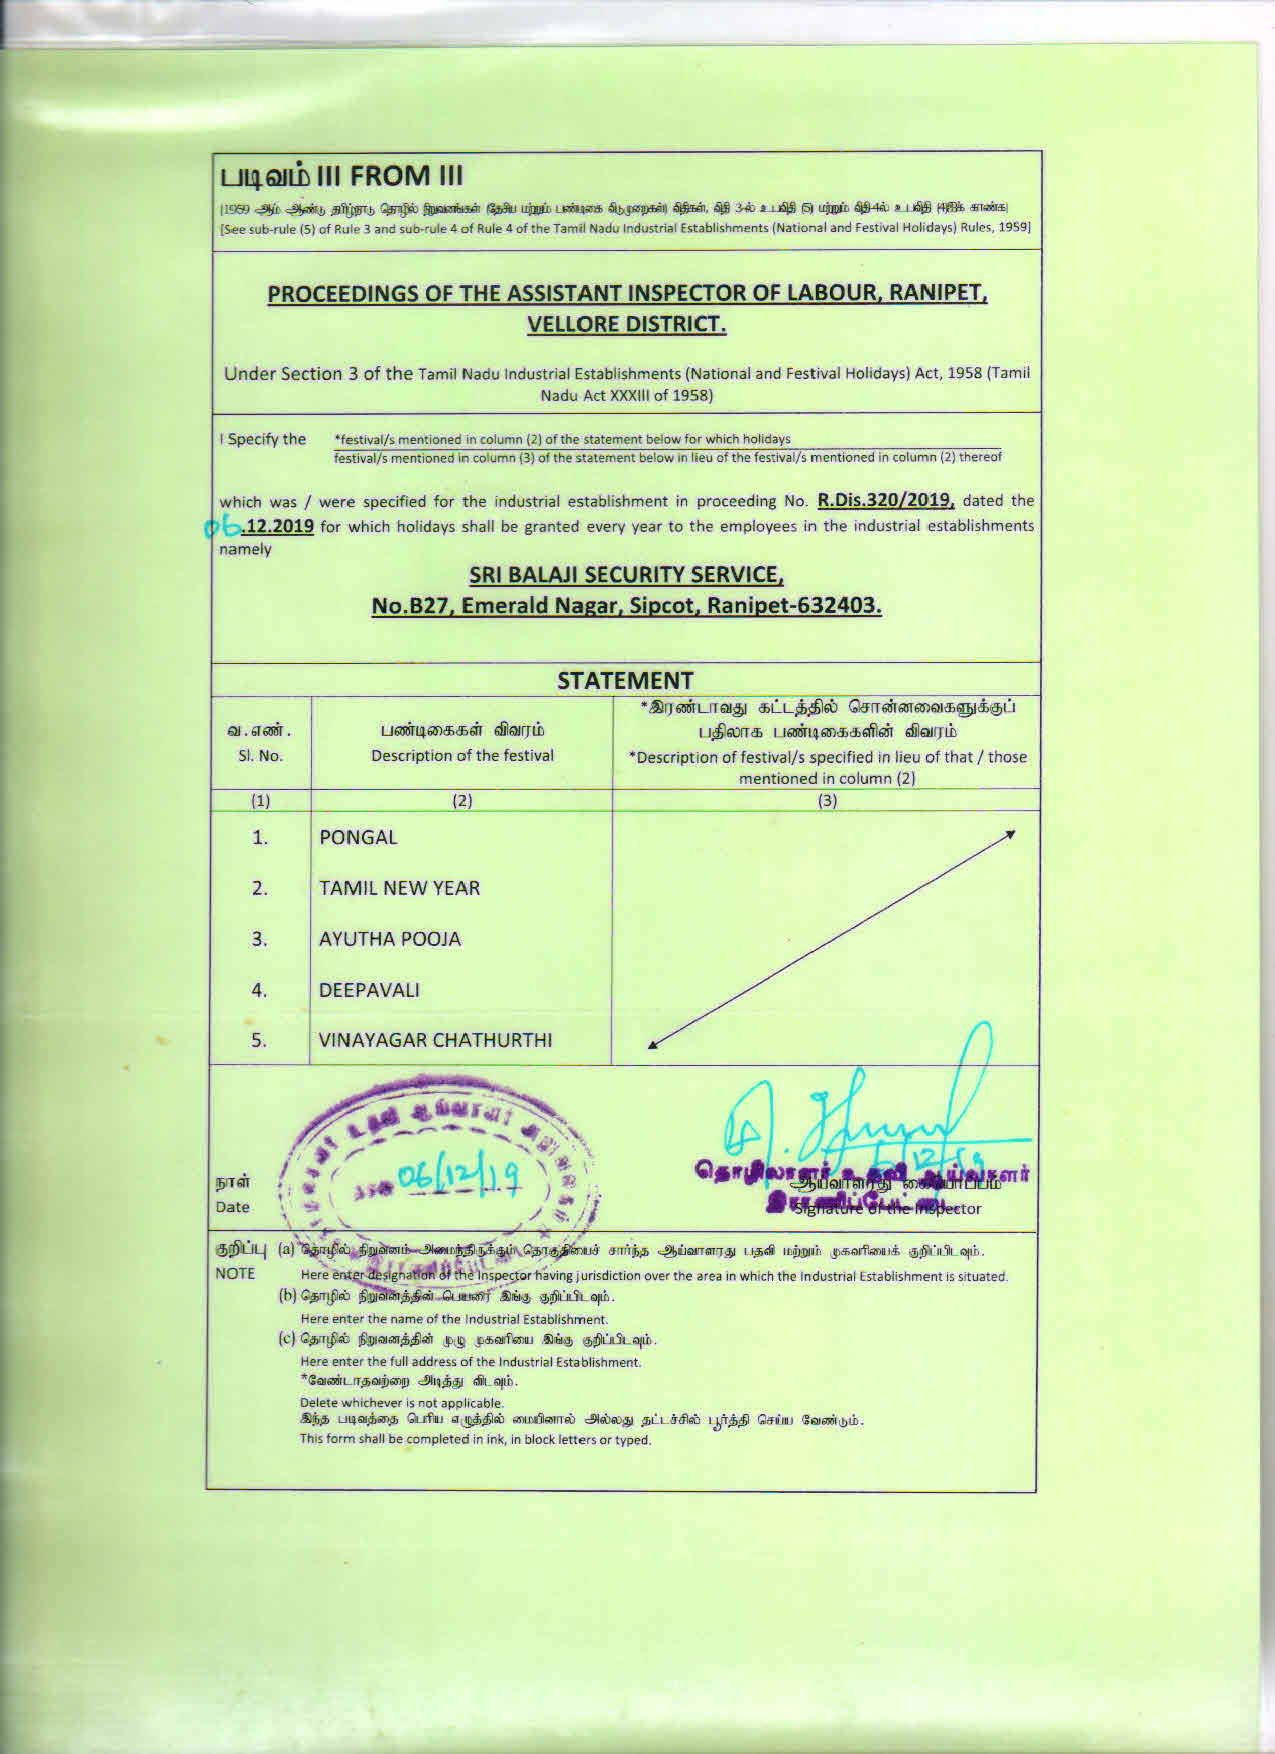 படிவம் III FROM III
(1959 ஆம் ஆண்டு தமிழ்நாடு தொழில் நிறுவனங்கள் (தேசிய மற்றும் பண்டிகை விடுமுறைகள்) விதிகள், விதி 3-ல் உபவிதி (5) மற்றும் விதி-4ல் உபவிதி (4)க் காண்க)
[See sub-rule (5) of Rule 3 and sub-rule 4 of Rule 4 of the Tamil Nadu Industrial Establishments (National and Festival Holidays) Rules, 1959]
PROCEEDINGS OF THE ASSISTANT INSPECTOR OF LABOUR, RANIPET,
VELLORE DISTRICT.
Under Section 3 of the Tamil Nadu Industrial Establishments (National and Festival Holidays) Act, 1958 (Tamil
Nadu Act XXXIII of 1958)
I Specify the *festival/s mentioned in column (2) of the statement below for which holidays
festival/s mentioned in column (3) of the statement below in lieu of the festival/s mentioned in column (2) thereof
which was / were specified for the industrial establishment in proceeding No. R.Dis.320/2019, dated the
06.12.2019 for which holidays shall be granted every year to the employees in the industrial establishments
namely
SRI BALAJI SECURITY SERVICE,
No.B27, Emerald Nagar, Sipcot, Ranipet-632403.
STATEMENT
வ.எண்.
Sl. No.
பண்டிகைகள் விவரம்
Description of the festival
*இரண்டாவது கட்டத்தில் சொன்னவைகளுக்குப்
பதிலாக பண்டிகைகளின் விவரம்
*Description of festival/s specified in lieu of that / those
mentioned in column (2)
(1) (2) (3)
1. PONGAL
2. TAMIL NEW YEAR
3. AYUTHA POOJA
4. DEEPAVALI
5. VINAYAGAR CHATHURTHI
உதவி ஆய்வாளர்
06/12/19
6/12/19
தொழிலாளர் உதவி ஆய்வாளர்
இராணிப்பேட்டை
நாள்
Date
ஆய்வாளரது கையொப்பம்
Signature of the Inspector
குறிப்பு (a) தொழில் நிறுவனம் அமைந்திருக்கும் தொகுதியைச் சார்ந்த ஆய்வாளரது பதவி மற்றும் முகவரியைக் குறிப்பிடவும்.
NOTE Here enter designation of the Inspector having jurisdiction over the area in which the Industrial Establishment is situated.
(b) தொழில் நிறுவனத்தின் பெயரை இங்கு குறிப்பிடவும்.
Here enter the name of the Industrial Establishment.
(c) தொழில் நிறுவனத்தின் முழு முகவரியை இங்கு குறிப்பிடவும்.
Here enter the full address of the Industrial Establishment.
*வேண்டாதவற்றை அடித்து விடவும்.
Delete whichever is not applicable.
இந்த படிவத்தை பெரிய எழுத்தில் மையினால் அல்லது தட்டச்சில் பூர்த்தி செய்ய வேண்டும்.
This form shall be completed in ink, in block letters or typed.